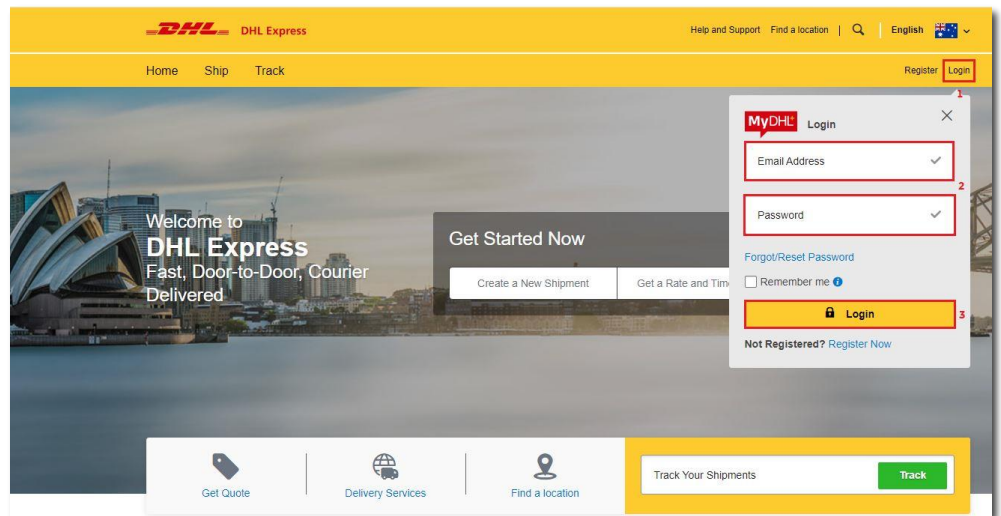 DHL DHL Express
Help and Support Find a location | English
Home Ship Track
Register Login
1
MyDHL+ Login
Email Address
2
Password
Forgot/Reset Password
Remember me
Login
3
Not Registered? Register Now
Welcome to
DHL Express
Fast, Door-to-Door, Courier
Delivered
Get Started Now
Create a New Shipment
Get a Rate and Tim
Get Quote
Delivery Services
Find a location
Track Your Shipments
Track